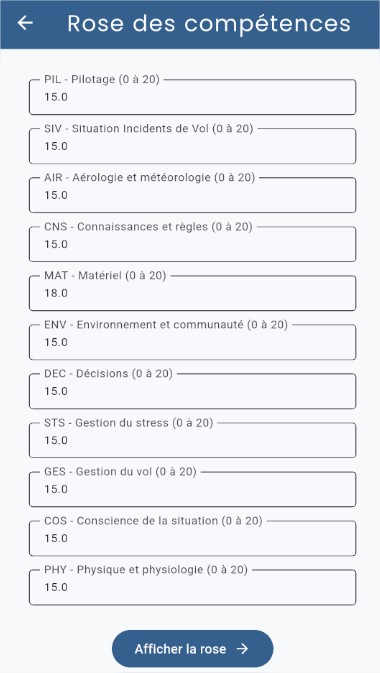 Rose des compétences
PIL - Pilotage (0 à 20)
15.0
SIV - Situation Incidents de Vol (0 à 20)
15.0
AIR - Aérologie et météorologie (0 à 20)
15.0
CNS - Connaissances et règles (0 à 20)
15.0
MAT - Matériel (0 à 20)
18.0
ENV - Environnement et communauté (0 à 20)
15.0
DEC - Décisions (0 à 20)
15.0
STS - Gestion du stress (0 à 20)
15.0
GES - Gestion du vol (0 à 20)
15.0
COS - Conscience de la situation (0 à 20)
15.0
PHY - Physique et physiologie (0 à 20)
15.0
Afficher la rose